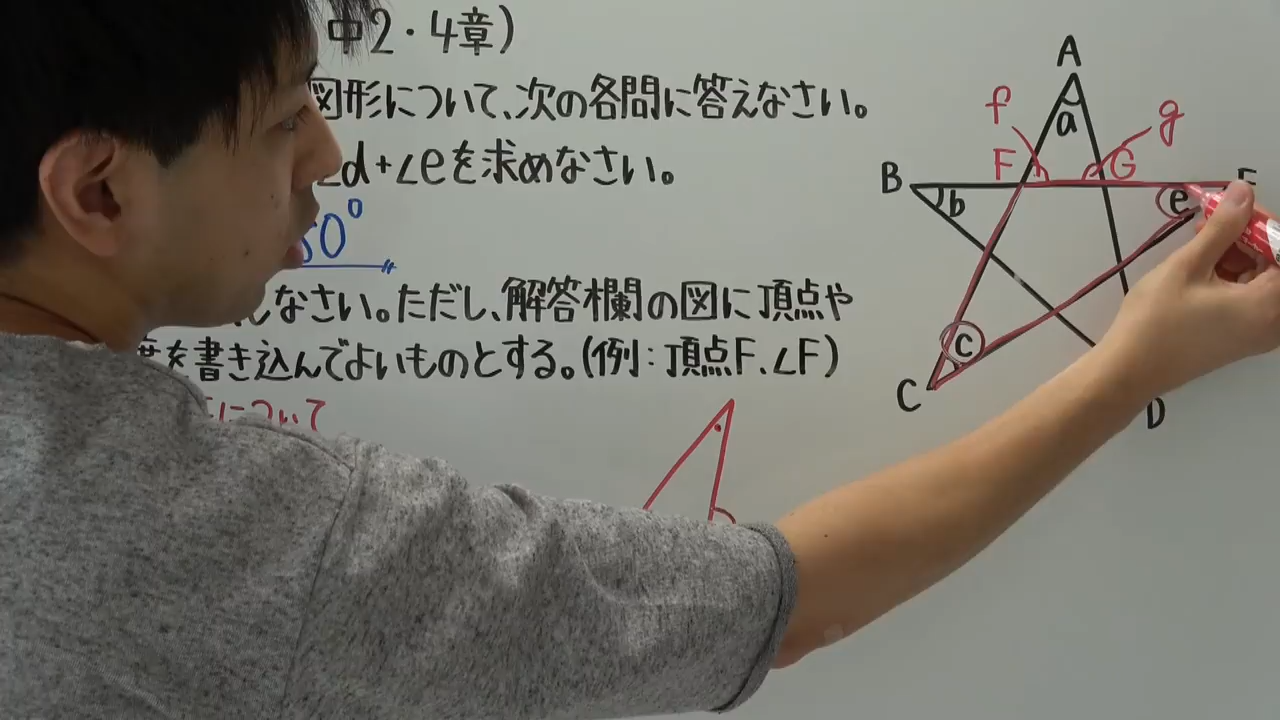 中2・4章)
図形について、次の各問に答えなさい。
∠d+∠eを求めなさい。
80°
しなさい。ただし、解答欄の図に頂点や
度を書き込んでよいものとする。(例:頂点F、∠F)
について
A
a
f
g
F
G
B
b
E
e
c
C
D